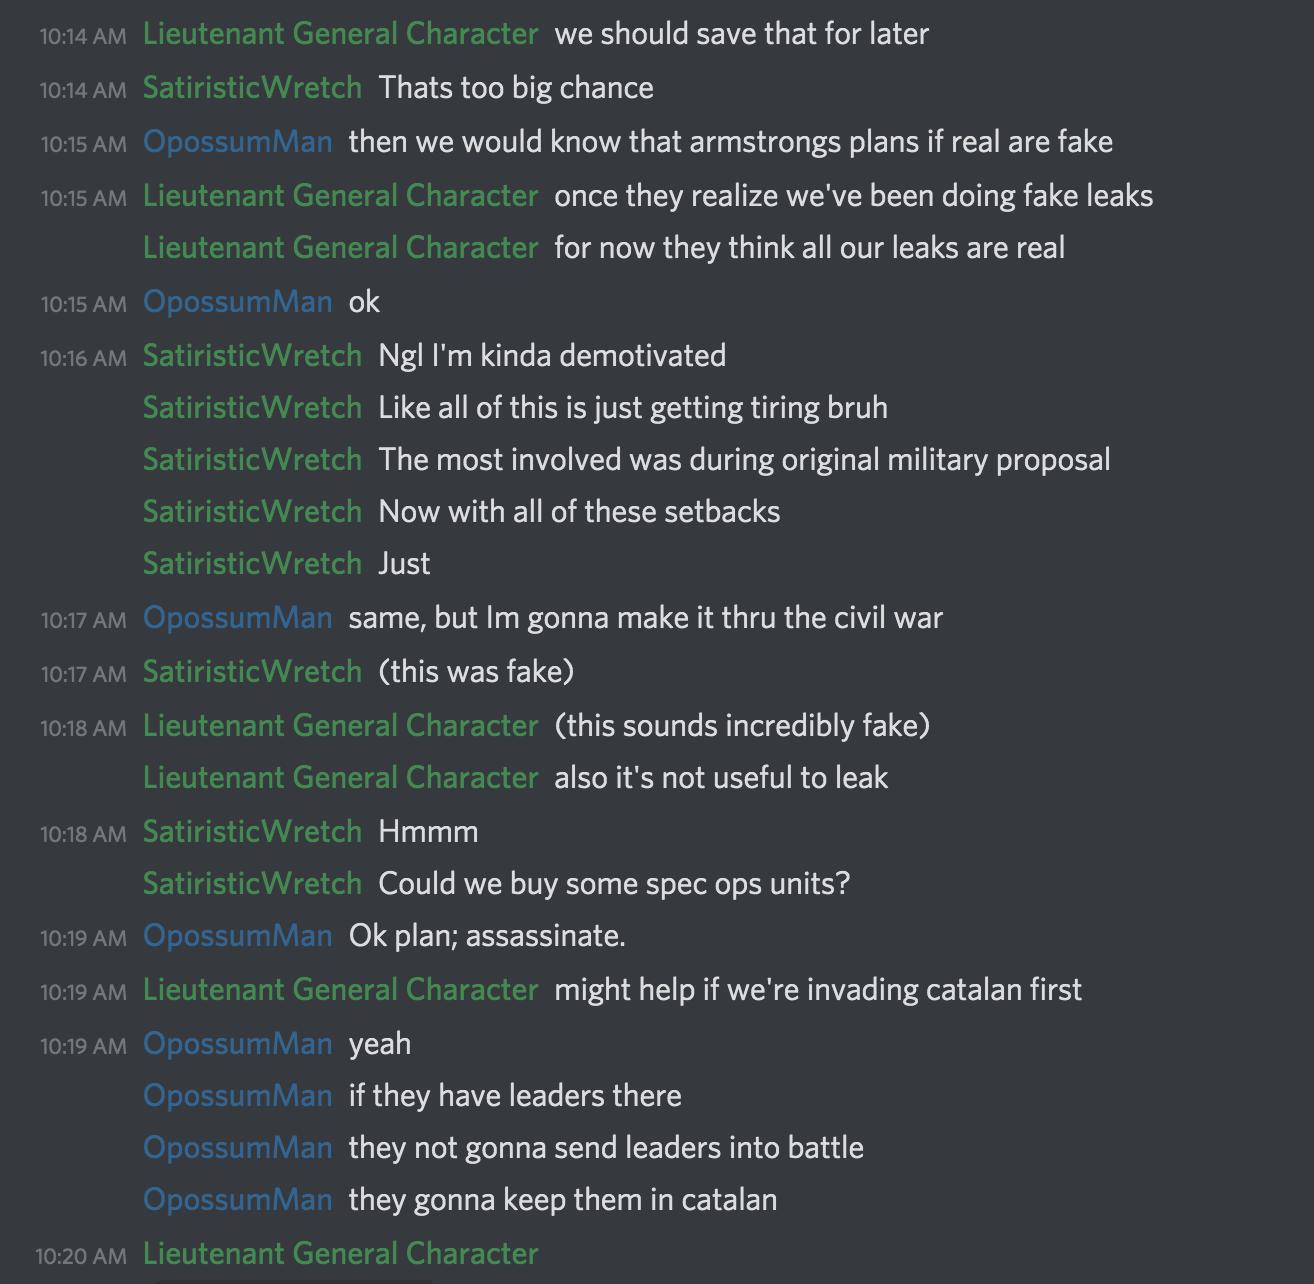 10:14 AM Lieutenant General Character we should save that for later
10:14 AM SatiristicWretch Thats too big chance
10:15 AM OpossumMan then we would know that armstrongs plans if real are fake
10:15 AM Lieutenant General Character once they realize we've been doing fake leaks
Lieutenant General Character for now they think all our leaks are real
10:15 AM OpossumMan ok
10:16 AM SatiristicWretch Ngl I'm kinda demotivated
SatiristicWretch Like all of this is just getting tiring bruh
SatiristicWretch The most involved was during original military proposal
SatiristicWretch Now with all of these setbacks
SatiristicWretch Just
10:17 AM OpossumMan same, but Im gonna make it thru the civil war
10:17 AM SatiristicWretch (this was fake)
10:18 AM Lieutenant General Character (this sounds incredibly fake)
Lieutenant General Character also it's not useful to leak
10:18 AM SatiristicWretch Hmmm
SatiristicWretch Could we buy some spec ops units?
10:19 AM OpossumMan Ok plan; assassinate.
10:19 AM Lieutenant General Character might help if we're invading catalan first
10:19 AM OpossumMan yeah
OpossumMan if they have leaders there
OpossumMan they not gonna send leaders into battle
OpossumMan they gonna keep them in catalan
10:20 AM Lieutenant General Character